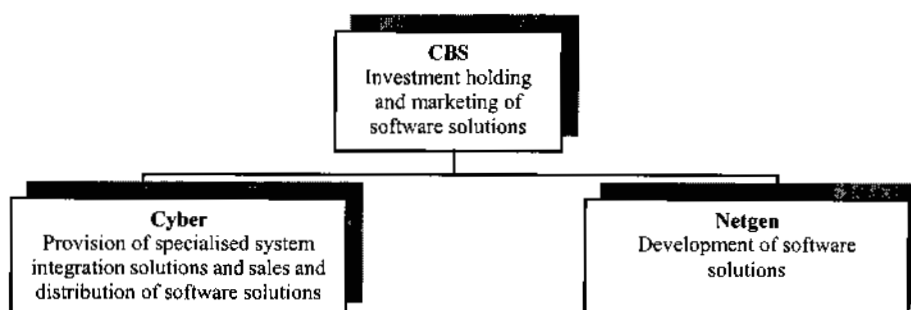 CBS
Investment holding
and marketing of
software solutions
Cyber
Provision of specialised system
integration solutions and sales and
distribution of software solutions
Netgen
Development of software
solutions